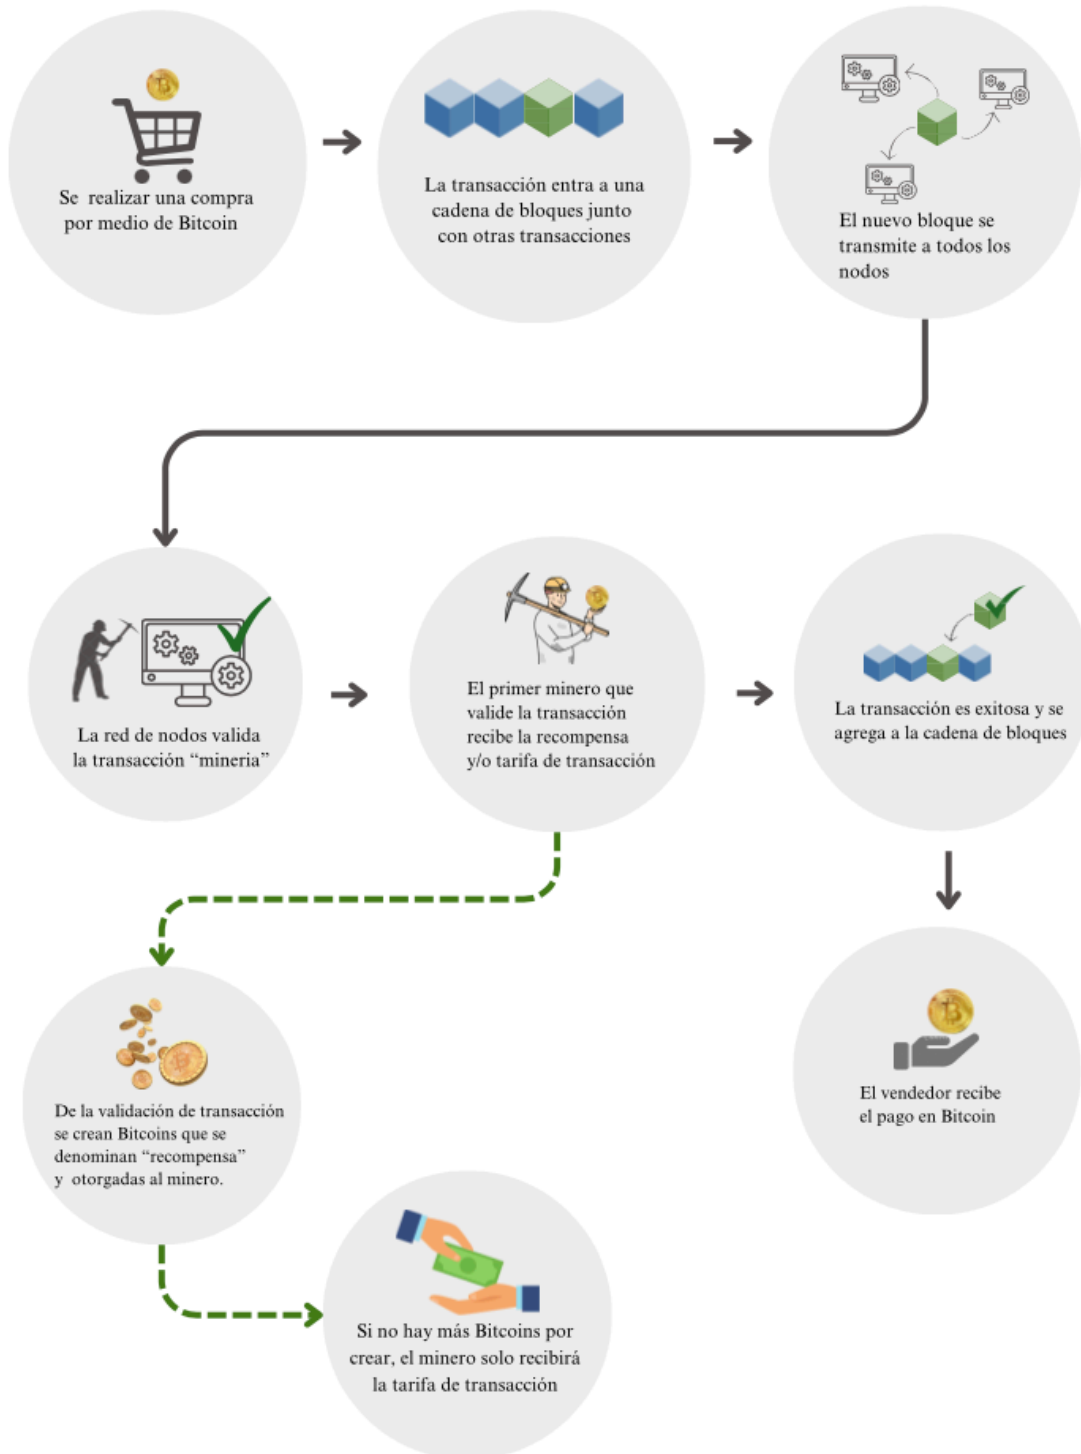 Se realizar una compra
por medio de Bitcoin
La transacción entra a una
cadena de bloques junto
con otras transacciones
El nuevo bloque se
transmite a todos los
nodos
La red de nodos valida
la transacción “mineria”
El primer minero que
valide la transacción
recibe la recompensa
y/o tarifa de transacción
La transacción es exitosa y se
agrega a la cadena de bloques
De la validación de transacción
se crean Bitcoins que se
denominan “recompensa”
y otorgadas al minero.
El vendedor recibe
el pago en Bitcoin
Si no hay más Bitcoins por
crear, el minero solo recibirá
la tarifa de transacción